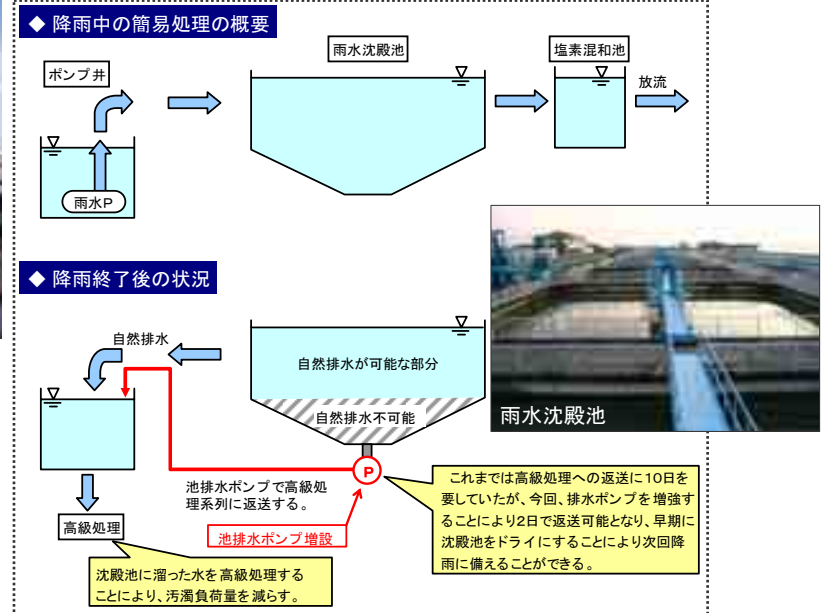 ◆ 降雨中の簡易処理の概要
雨水沈殿池
塩素混和池
ポンプ井
放流
雨水P
◆ 降雨終了後の状況
自然排水
自然排水が可能な部分
自然排水不可能
雨水沈殿池
P
池排水ポンプで高級処
理系列に返送する。
これまでは高級処理への返送に10日を
要していたが、今回、排水ポンプを増強す
ることにより2日で返送可能となり、早期に
沈殿池をドライにすることにより次回降
雨に備えることができる。
高級処理
池排水ポンプ増設
沈殿池に溜った水を高級処理する
ことにより、汚濁負荷量を減らす。